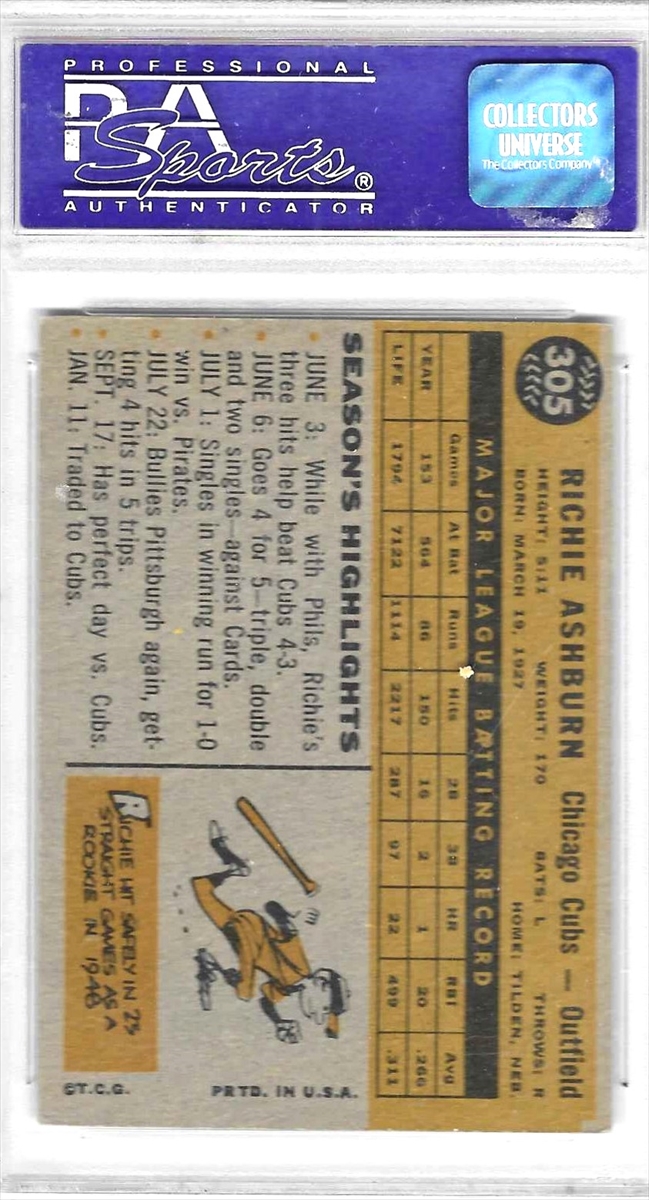 PROFESSIONAL
PSA
Sports®
AUTHENTICATOR
COLLECTORS
UNIVERSE
The Collectors Company
305
RICHIE ASHBURN Chicago Cubs — Outfield
HEIGHT: 5:11 WEIGHT: 170 BATS: L THROWS: R
BORN: MARCH 19, 1927 HOME: TILDEN, NEB.
MAJOR LEAGUE BATTING RECORD
Games At Bat Runs Hits 2B 3B HR RBI Avg
YEAR 153 564 86 150 16 2 1 20 .266
LIFE 1794 7122 1114 2217 287 97 22 499 .311
SEASON'S HIGHLIGHTS
• JUNE 3: While with Phils, Richie's
three hits help beat Cubs 4-3.
• JUNE 6: Goes 4 for 5—triple, double
and two singles—against Cards.
• JULY 1: Singles in winning run for 1-0
win vs. Pirates.
• JULY 22: Bullies Pittsburgh again, get-
ting 4 hits in 5 trips.
• SEPT. 17: Has perfect day vs. Cubs.
• JAN. 11: Traded to Cubs.
RICHIE HIT SAFELY IN 23
STRAIGHT GAMES AS A
ROOKIE IN 1948
©T.C.G. PRTD. IN U.S.A.